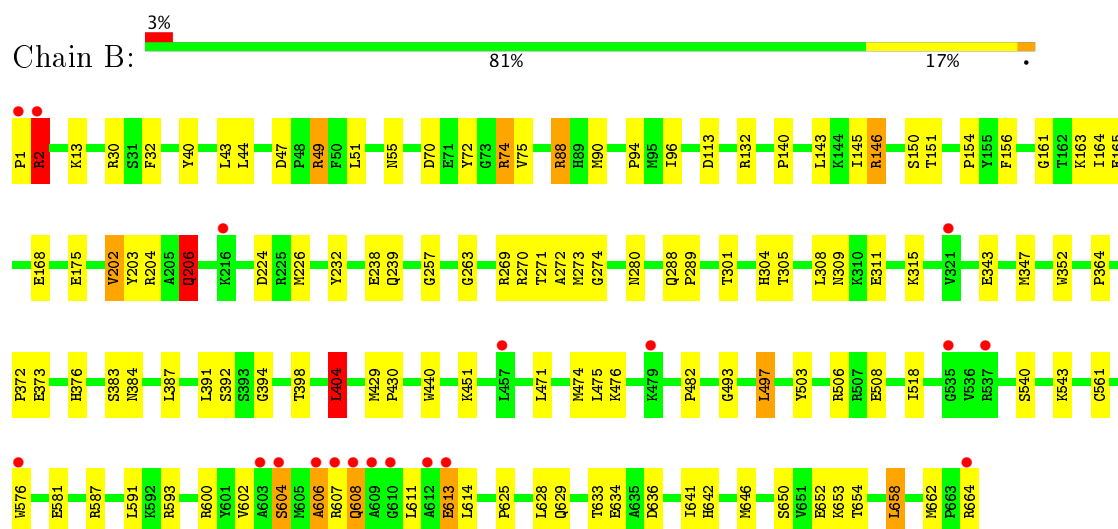 3%
Chain B:
81% 17% •
P1 R2 K13 R30 S31 F32 Y40 L43 L44 D47 P48 R49 F50 L51 N55 D70 E71 Y72 G73 R74 V75 R88 H89 M90 P94 M95 I96 D113 R132 P140 L143 K144 I145 R146 S150 T151 P154 Y155 F156 G161 T162 K163 I164 E165
E168 E175 V202 Y203 R204 A205 Q206 K216 D224 R225 M226 Y232 E238 Q239 G257 G263 R269 R270 T271 A272 M273 G274 N280 Q288 P289 T301 H304 T305 L308 N309 K310 E311 K315 V321 E343 M347 W352 P364
P372 E373 H376 S383 N384 L387 L391 S392 S393 G394 T398 L404 M429 P430 W440 K451 L457 L471 M474 L475 K476 K479 P482 G493 L497 Y503 R506 R507 E508 I518 G535 V536 R537 S540 K543 C561
W576 E581 R587 L591 K592 R593 R600 Y601 V602 A603 S604 M605 A606 R607 Q608 A609 G610 L611 A612 E613 L614 P625 L628 Q629 T633 E634 A635 D636 I641 H642 M646 S650 V651 E652 K653 T654 L658 M662 P663 R664